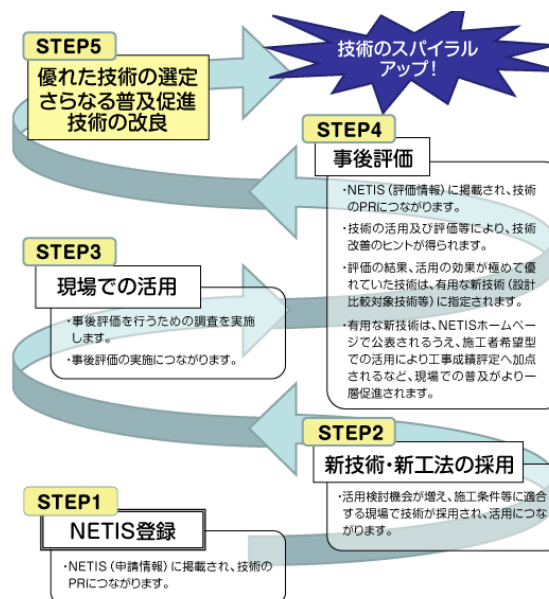 STEP5
優れた技術の選定
さらなる普及促進
技術の改良
技術のスパイラル
アップ!
STEP4
事後評価
・NETIS（評価情報）に掲載され、技術
のPRにつながります。
・技術の活用及び評価等により、技術
改善のヒントが得られます。
・評価の結果、活用の効果が極めて優
れていた技術は、有用な新技術（設計
比較対象技術等）に指定されます。
・有用な新技術は、NETISホームペー
ジで公表されるうえ、施工者希望型
での活用により工事成績評定へ加点
されるなど、現場での普及がより一
層促進されます。
STEP3
現場での活用
・事後評価を行うための調査を実施
します。
・事後評価の実施につながります。
STEP2
新技術・新工法の採用
・活用検討機会が増え、施工条件等に適合
する現場で技術が採用され、活用につな
がります。
STEP1
NETIS登録
・NETIS（申請情報）に掲載され、技術の
PRにつながります。